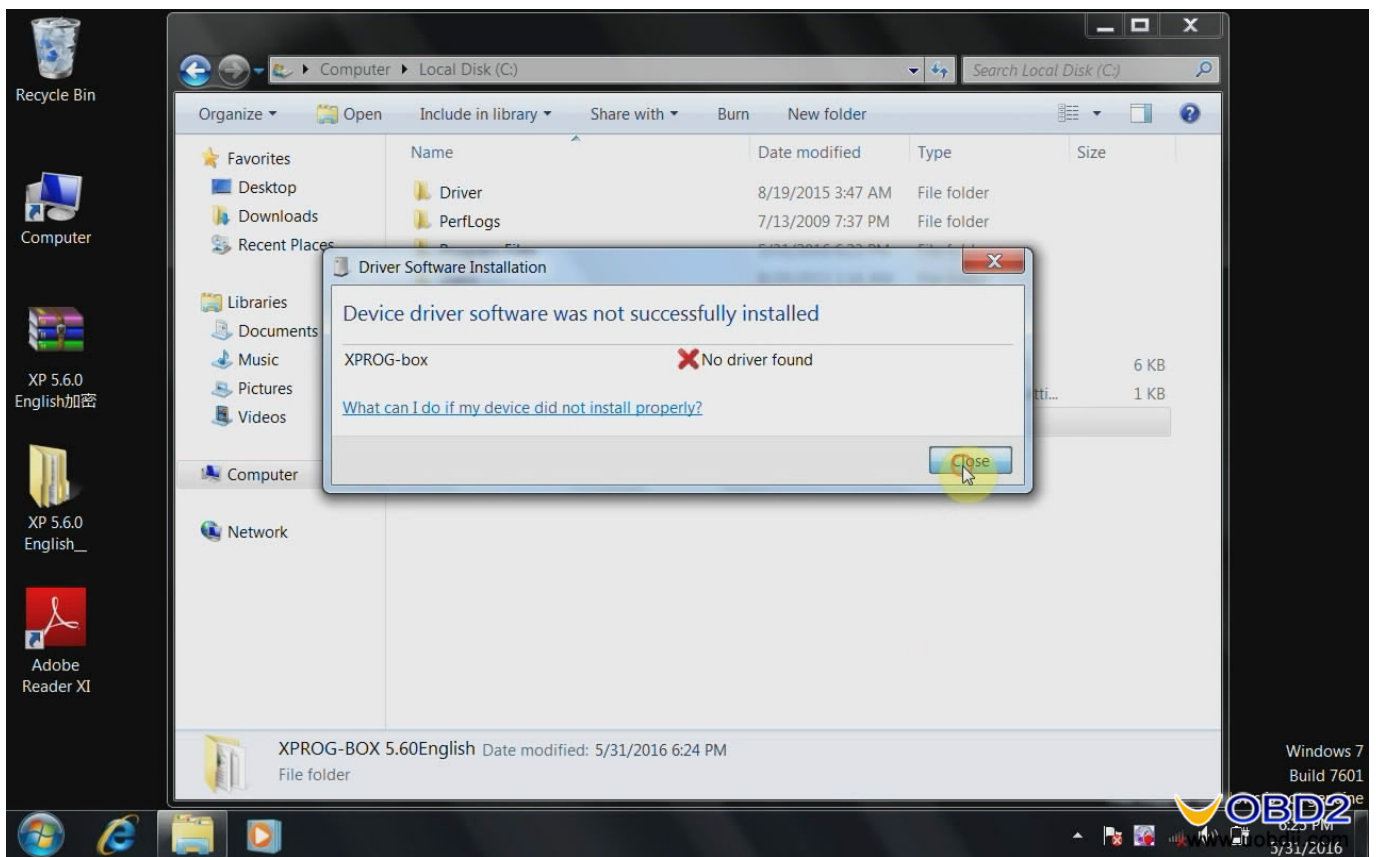 Recycle Bin
Computer
XP 5.6.0
English加密
XP 5.6.0
English__
Adobe
Reader XI
X
Computer Local Disk (C:)
Search Local Disk (C:)
Organize Open Include in library Share with Burn New folder
Name Date modified Type Size
Favorites
Desktop
Downloads
Recent Places
Libraries
Documents
Music
Pictures
Videos
Computer
Network
Driver 8/19/2015 3:47 AM File folder
PerfLogs 7/13/2009 7:37 PM File folder
6 KB
1 KB
Driver Software Installation
Device driver software was not successfully installed
XPROG-box No driver found
What can I do if my device did not install properly?
Close
XPROG-BOX 5.60English Date modified: 5/31/2016 6:24 PM
File folder
Windows 7
Build 7601
OBD2
5/31/2016